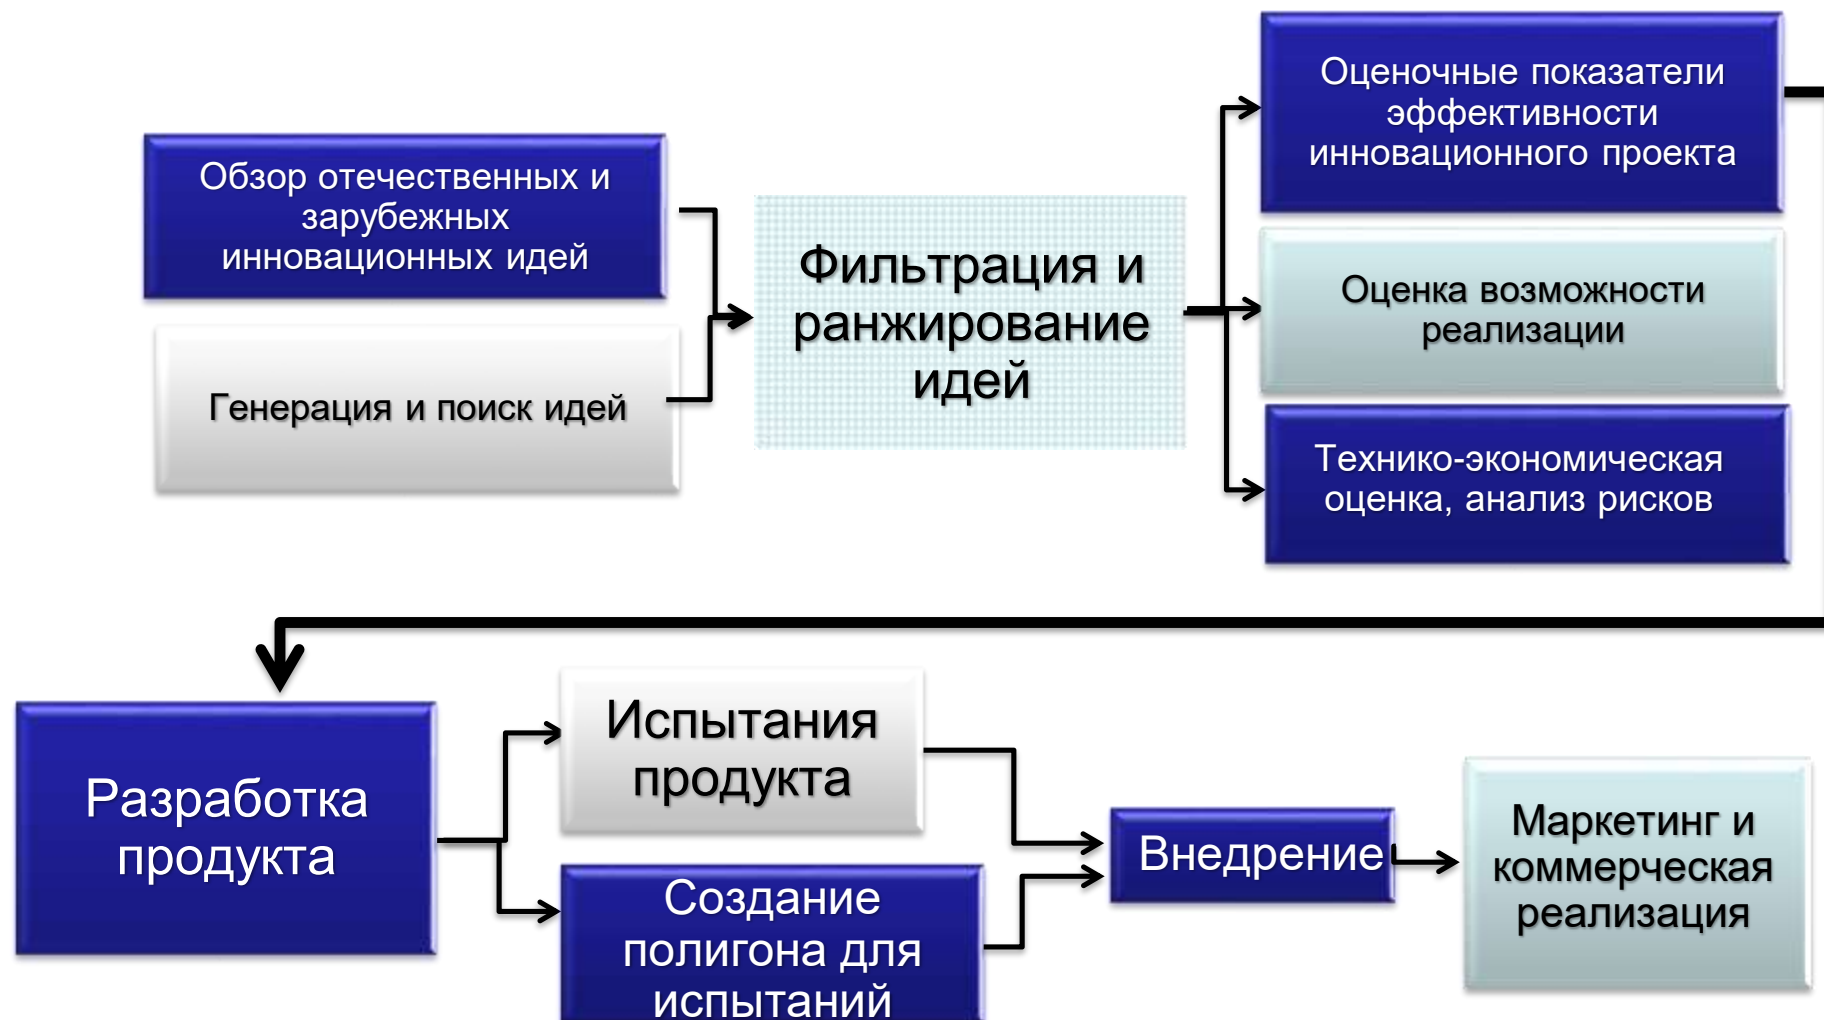 Обзор отечественных и
зарубежных
инновационных идей
Генерация и поиск идей
Фильтрация и
ранжирование
идей
Оценочные показатели
эффективности
инновационного проекта
Оценка возможности
реализации
Технико-экономическая
оценка, анализ рисков
Разработка
продукта
Испытания
продукта
Создание
полигона для
испытаний
Внедрение
Маркетинг и
коммерческая
реализация